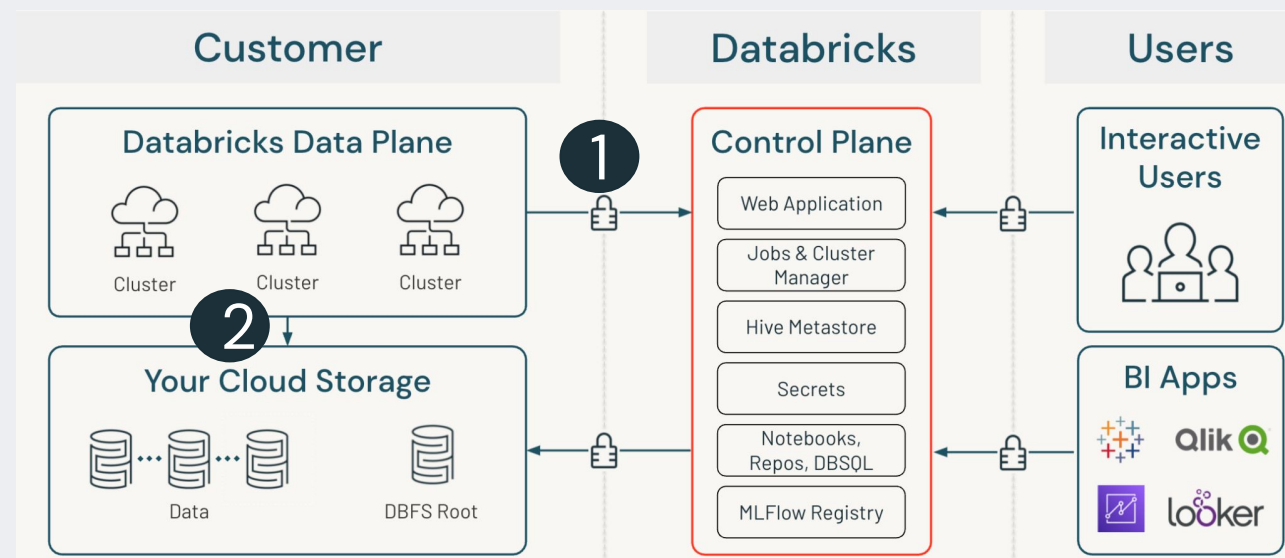 Customer
Databricks
Users
Databricks Data Plane
Cluster
Cluster
Cluster
1
2
Your Cloud Storage
Data
DBFS Root
Control Plane
Web Application
Jobs & Cluster
Manager
Hive Metastore
Secrets
Notebooks,
Repos, DBSQL
MLFlow Registry
Interactive
Users
BI Apps
Qlik
looker